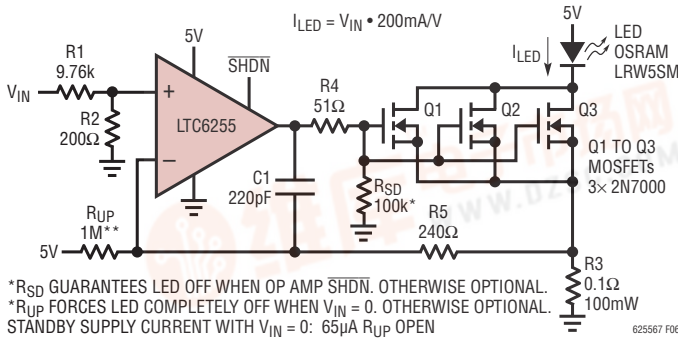 I_LED = V_IN • 200mA/V
5V
LED
OSRAM
LRW5SM
I_LED
R1
9.76k
V_IN
R2
200Ω
5V
SHDN
+
–
LTC6255
R4
51Ω
Q1
Q2
Q3
Q1 TO Q3
MOSFETs
3× 2N7000
C1
220pF
R_SD
100k*
R_UP
1M**
5V
R5
240Ω
R3
0.1Ω
100mW
*R_SD GUARANTEES LED OFF WHEN OP AMP SHDN. OTHERWISE OPTIONAL.
*R_UP FORCES LED COMPLETELY OFF WHEN V_IN = 0. OTHERWISE OPTIONAL.
STANDBY SUPPLY CURRENT WITH V_IN = 0: 65µA R_UP OPEN
625567 F06